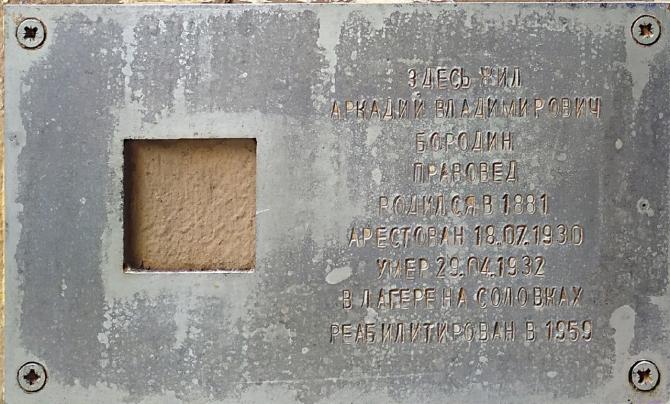 ЗДЕСЬ ЖИЛ
АРКАДИЙ ВЛАДИМИРОВИЧ
БОРОДИН
ПРАВОВЕД
РОДИЛСЯ В 1881
АРЕСТОВАН 18.07.1930
УМЕР 29.04.1932
В ЛАГЕРЕ НА СОЛОВКАХ
РЕАБИЛИТИРОВАН В 1959